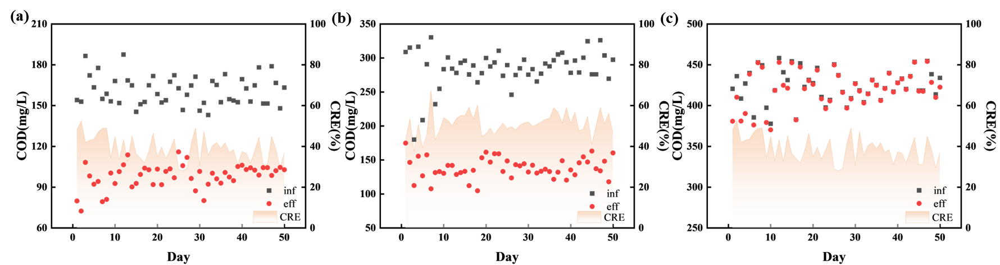 (a)
210
180
150
120
90
60
COD(mg/L)
0
10
20
30
40
50
Day
100
80
60
40
20
0
CRE(%)
inf
eff
CRE
(b)
350
300
250
200
150
100
50
COD(mg/L)
0
10
20
30
40
50
Day
100
80
60
40
20
0
CRE(%)
inf
eff
CRE
(c)
500
450
400
350
300
250
COD(mg/L)
0
10
20
30
40
50
Day
100
80
60
40
20
0
CRE(%)
inf
eff
CRE